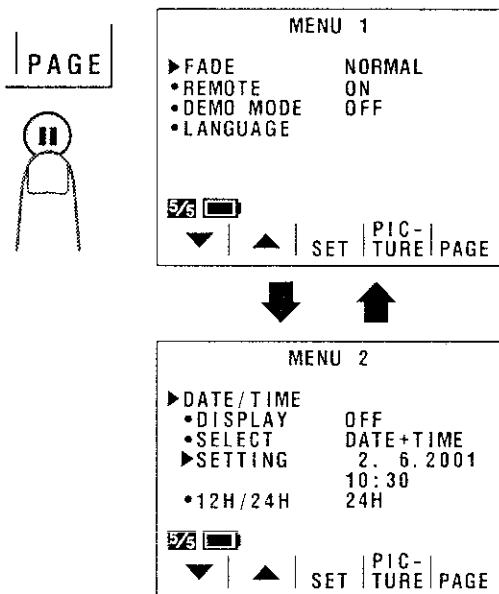 PAGE
MENU 1
▶FADE NORMAL
•REMOTE ON
•DEMO MODE OFF
•LANGUAGE
5/5
▼ | ▲ | SET | PIC-TURE | PAGE
MENU 2
▶DATE/TIME
•DISPLAY OFF
•SELECT DATE+TIME
▶SETTING 2. 6.2001
10:30
•12H/24H 24H
5/5
▼ | ▲ | SET | PIC-TURE | PAGE